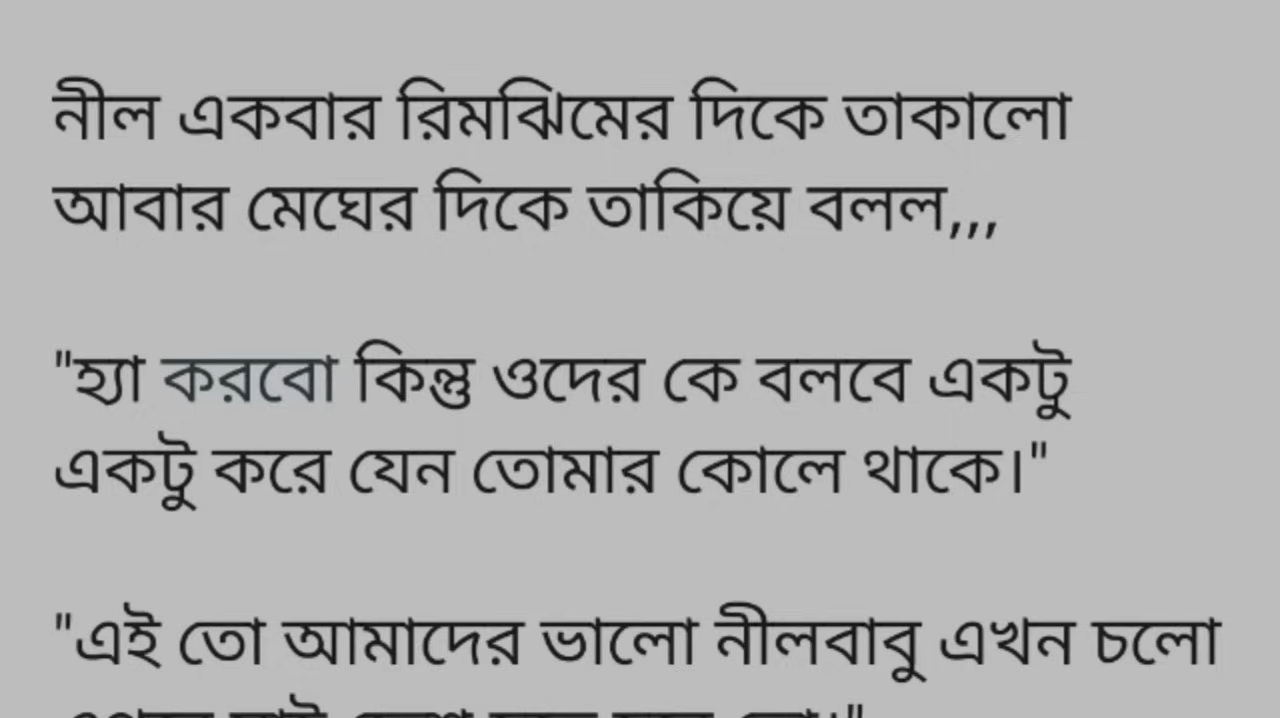 নীল একবার রিমঝিমের দিকে তাকালো
আবার মেঘের দিকে তাকিয়ে বলল,,,
"হ্যা করবো কিন্তু ওদের কে বলবে একটু
একটু করে যেন তোমার কোলে থাকে।"
"এই তো আমাদের ভালো নীলবাবু এখন চলো